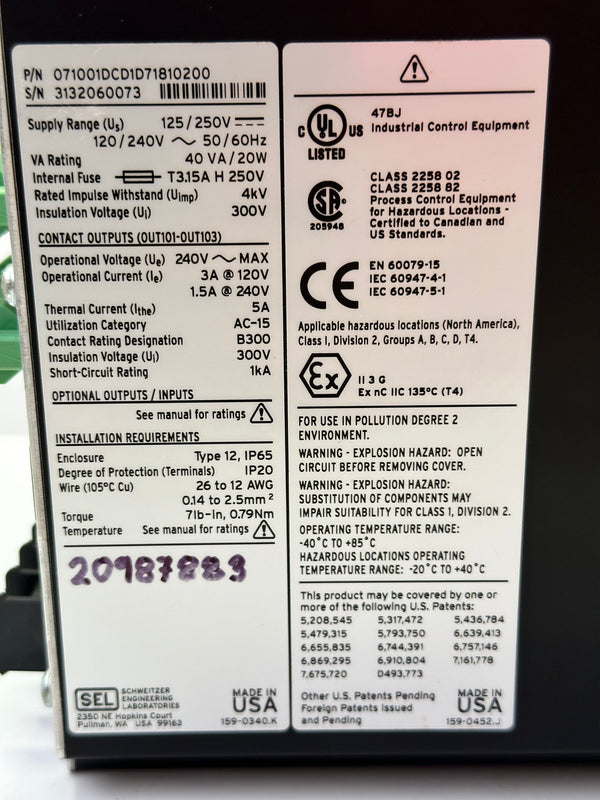 P/N 071001DCD1D71810200
S/N 3132060073
Supply Range (Us) 125/250V ⎓
120/240V ∼ 50/60Hz
VA Rating 40 VA/20W
Internal Fuse T3.15A H 250V
Rated Impulse Withstand (Uimp) 4kV
Insulation Voltage (Ui) 300V
CONTACT OUTPUTS (OUT101-OUT103)
Operational Voltage (Ue) 240V ∼ MAX
Operational Current (Ie) 3A @ 120V
1.5A @ 240V
Thermal Current (Ithe) 5A
Utilization Category AC-15
Contact Rating Designation B300
Insulation Voltage (Ui) 300V
Short-Circuit Rating 1kA
OPTIONAL OUTPUTS / INPUTS
See manual for ratings ⚠
INSTALLATION REQUIREMENTS
Enclosure Type 12, IP65
Degree of Protection (Terminals) IP20
Wire (105°C Cu) 26 to 12 AWG
0.14 to 2.5mm²
Torque 7lb-in, 0.79Nm
Temperature See manual for ratings ⚠
20987883
SEL SCHWEITZER
ENGINEERING
LABORATORIES
2350 NE Hopkins Court
Pullman, WA USA 99163
MADE IN
USA
159-0340.K
⚠
C UL US
LISTED
47BJ
Industrial Control Equipment
SA
205948
CLASS 2258 02
CLASS 2258 82
Process Control Equipment
for Hazardous Locations -
Certified to Canadian and
US Standards.
CE
EN 60079-15
IEC 60947-4-1
IEC 60947-5-1
Applicable hazardous locations (North America),
Class I, Division 2, Groups A, B, C, D, T4.
Ex
II 3 G
Ex nC IIC 135°C (T4)
FOR USE IN POLLUTION DEGREE 2
ENVIRONMENT.
WARNING - EXPLOSION HAZARD: OPEN
CIRCUIT BEFORE REMOVING COVER.
WARNING - EXPLOSION HAZARD:
SUBSTITUTION OF COMPONENTS MAY
IMPAIR SUITABILITY FOR CLASS 1, DIVISION 2.
OPERATING TEMPERATURE RANGE:
-40°C TO +85°C
HAZARDOUS LOCATIONS OPERATING
TEMPERATURE RANGE: -20°C TO +40°C
This product may be covered by one or
more of the following U.S. Patents:
5,208,545 5,317,472 5,436,784
5,479,315 5,793,750 6,639,413
6,655,835 6,744,391 6,757,146
6,869,295 6,910,804 7,161,778
7,675,720 D493,773
Other U.S. Patents Pending
Foreign Patents Issued
and Pending
MADE IN
USA
159-0452.J